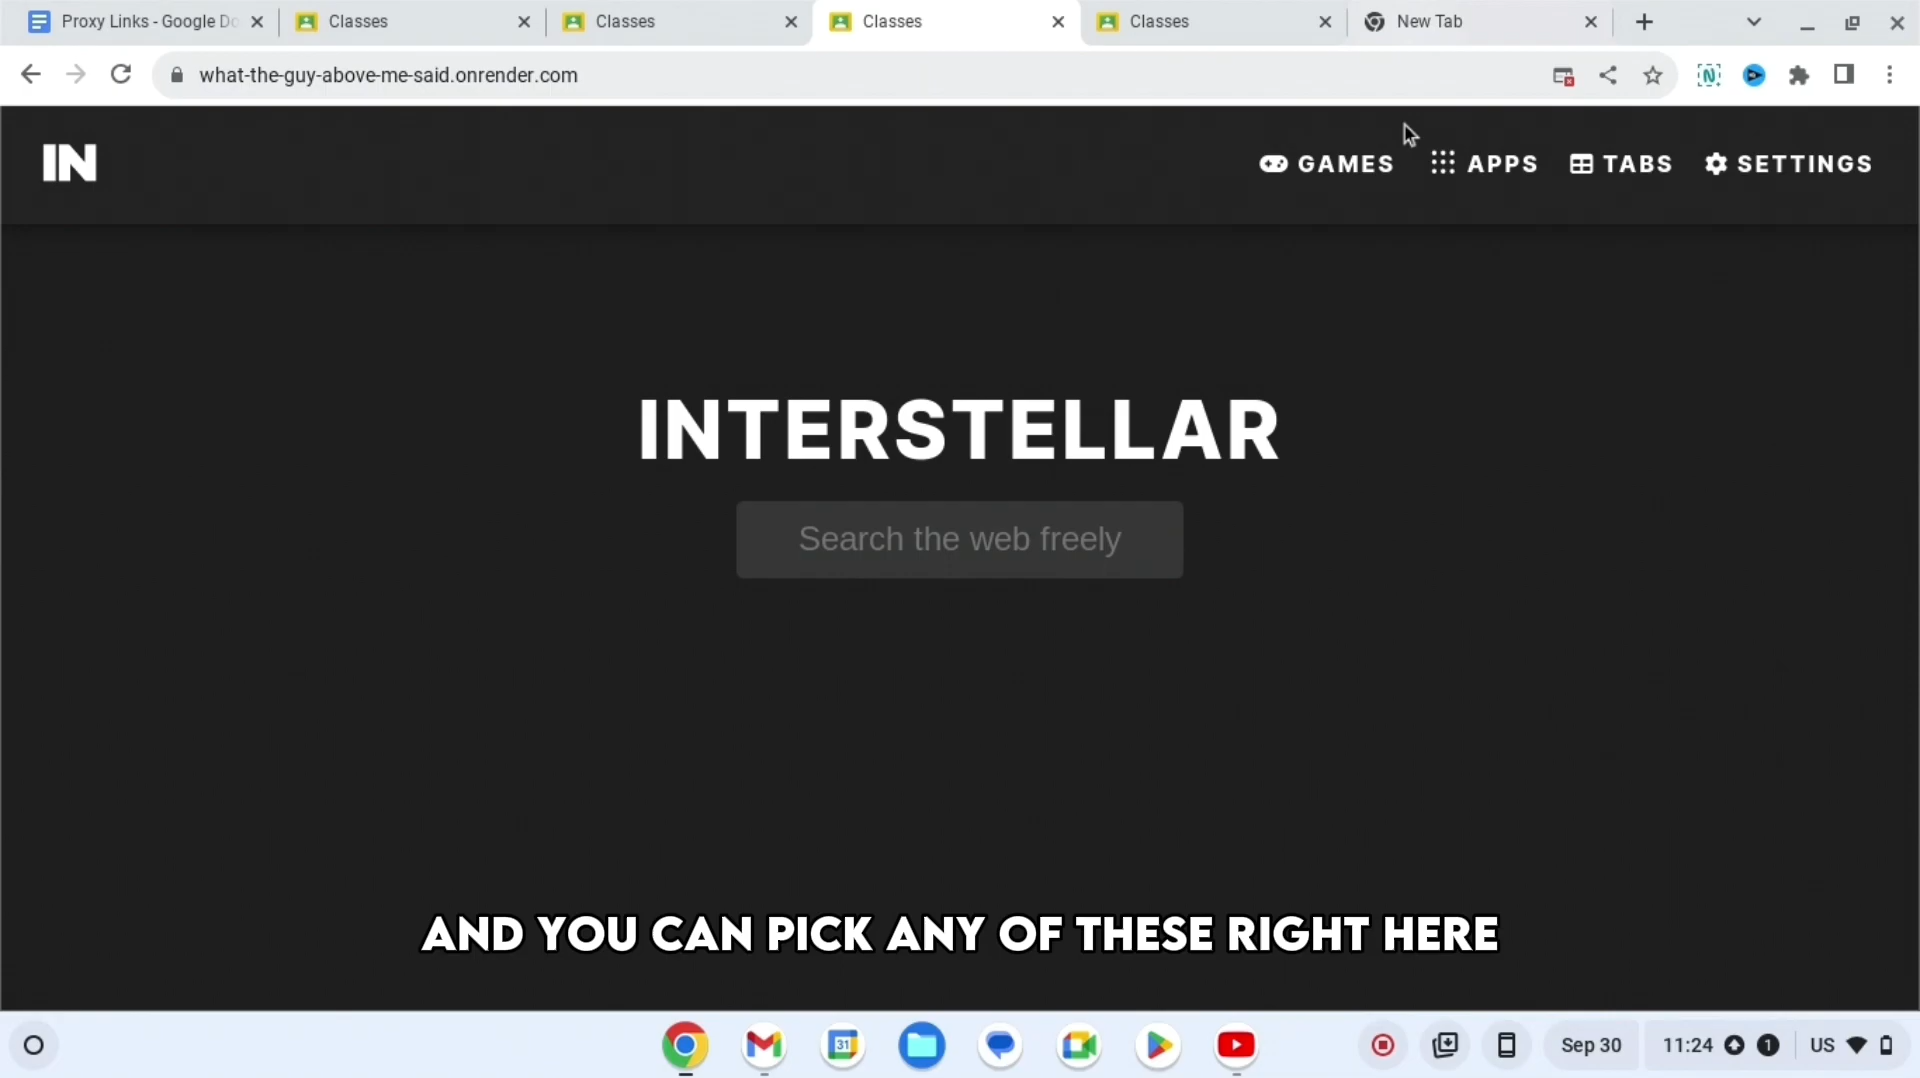 Proxy Links - Google Do
Classes
Classes
Classes
Classes
New Tab
what-the-guy-above-me-said.onrender.com
IN
GAMES
APPS
TABS
SETTINGS
INTERSTELLAR
Search the web freely
AND YOU CAN PICK ANY OF THESE RIGHT HERE
31
Sep 30
11:24
1
US